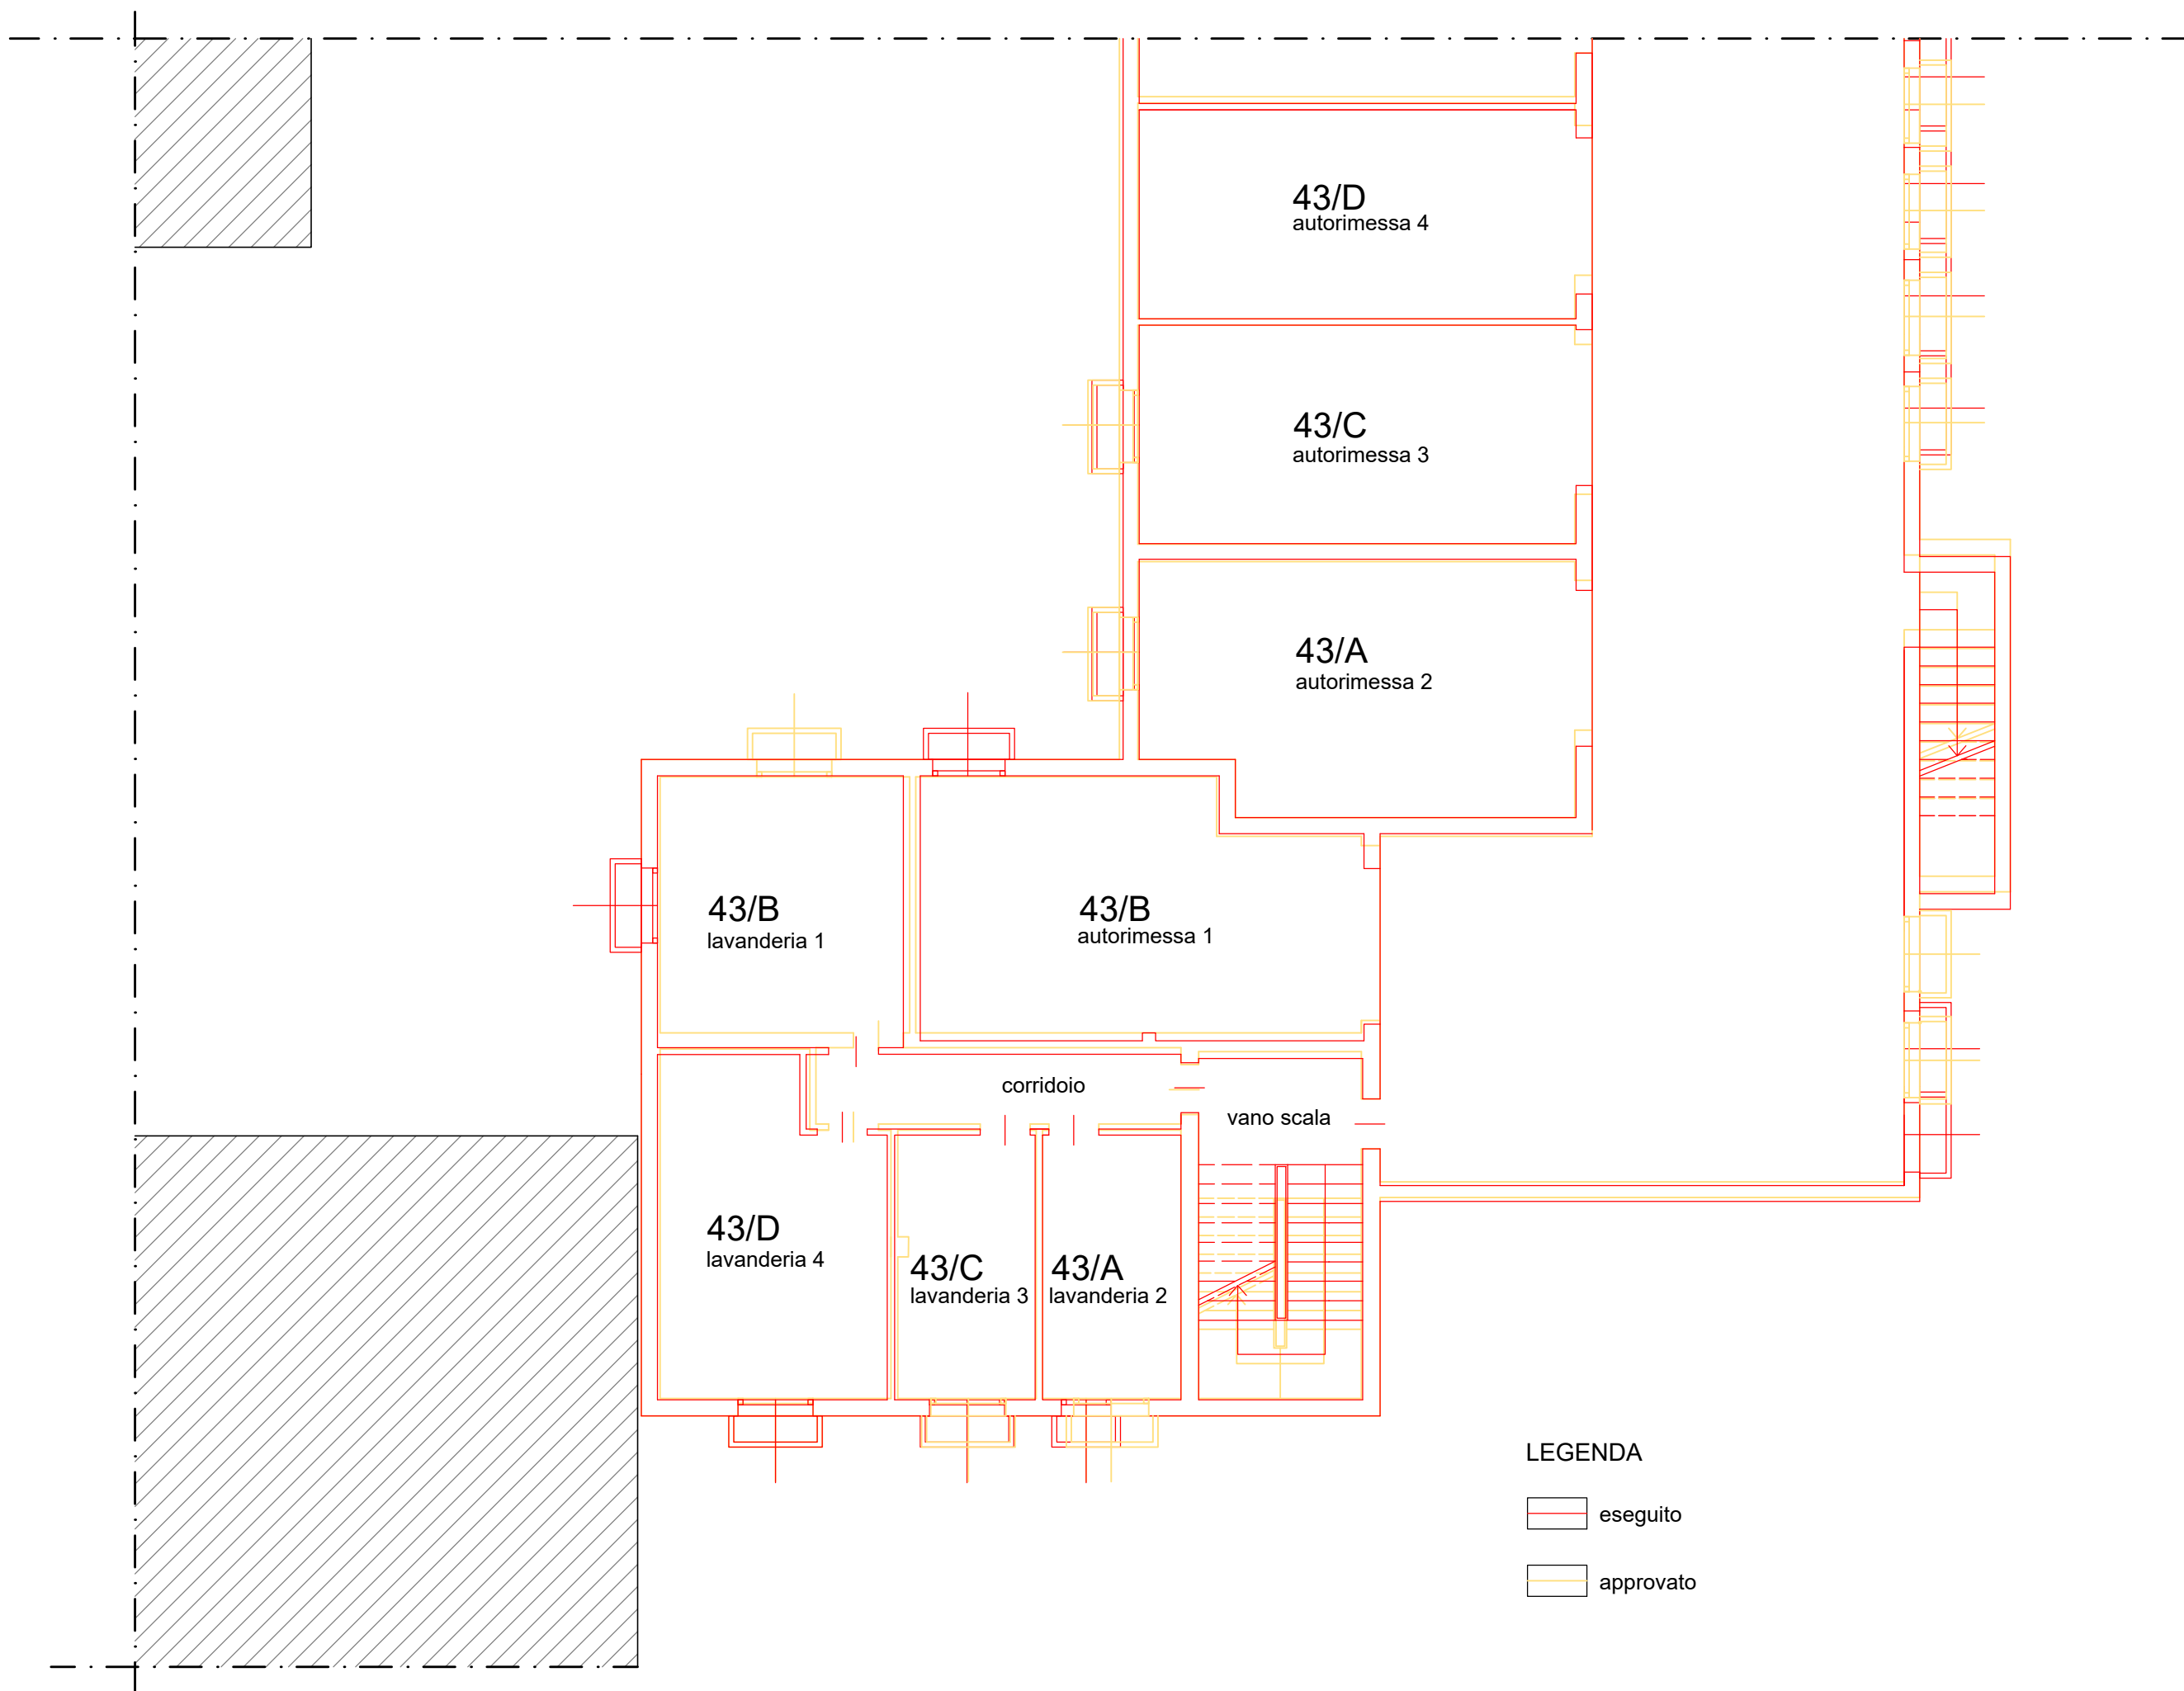 43/D
autorimessa 4
43/C
autorimessa 3
43/A
autorimessa 2
43/B
lavanderia 1
43/B
autorimessa 1
corridoio
vano scala
43/D
lavanderia 4
43/C
lavanderia 3
43/A
lavanderia 2
LEGENDA
eseguito
approvato